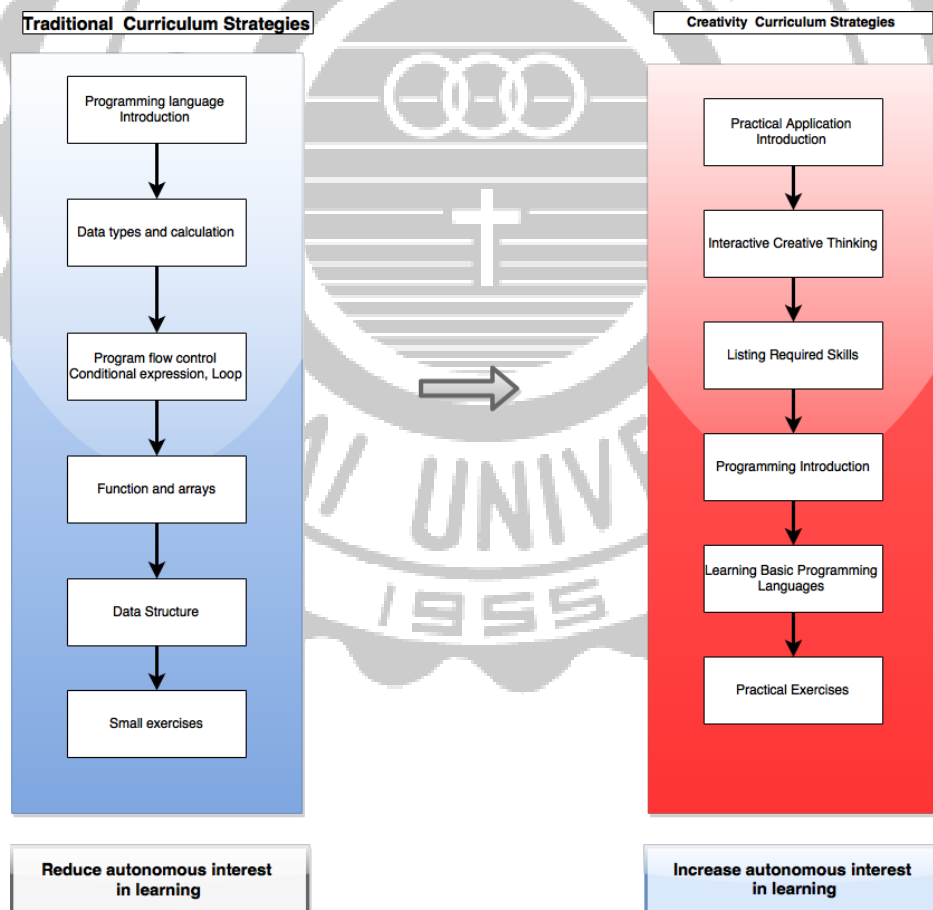 Traditional Curriculum Strategies
Programming language
Introduction
Data types and calculation
Program flow control
Conditional expression, Loop
Function and arrays
Data Structure
Small exercises
Reduce autonomous interest
in learning
Creativity Curriculum Strategies
Practical Application
Introduction
Interactive Creative Thinking
Listing Required Skills
Programming Introduction
Learning Basic Programming
Languages
Practical Exercises
Increase autonomous interest
in learning
1955